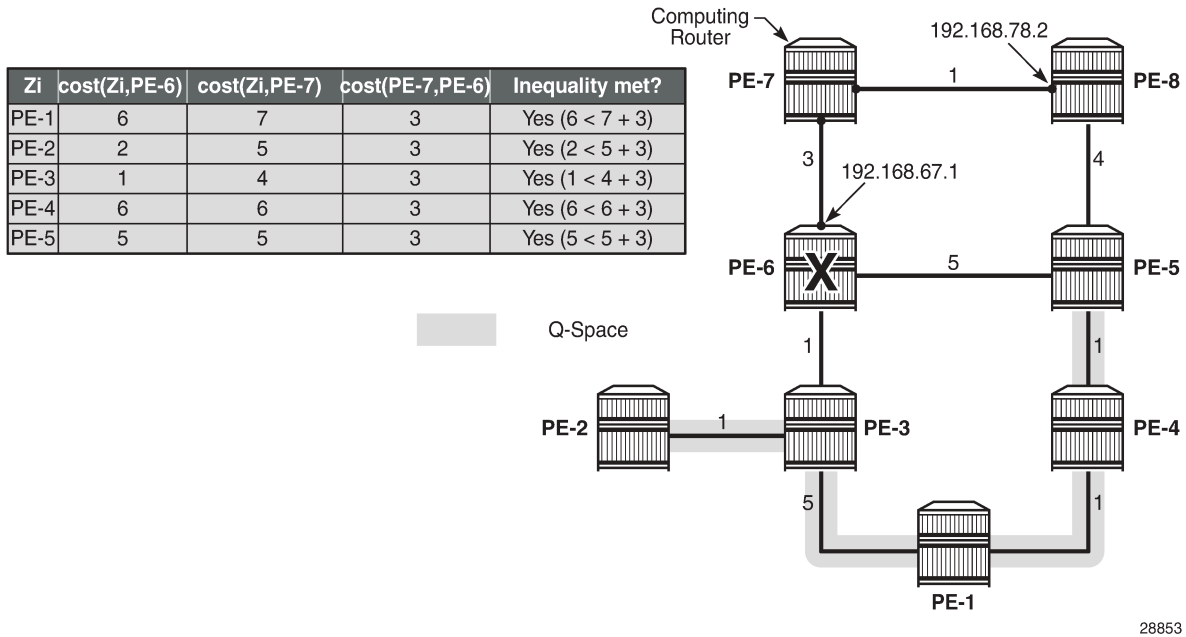 Computing
Router
192.168.78.2
PE-7
1
PE-8
Zi cost(Zi,PE-6) cost(Zi,PE-7) cost(PE-7,PE-6) Inequality met?
PE-1 6 7 3 Yes (6 < 7 + 3)
PE-2 2 5 3 Yes (2 < 5 + 3)
PE-3 1 4 3 Yes (1 < 4 + 3)
PE-4 6 6 3 Yes (6 < 6 + 3)
PE-5 5 5 3 Yes (5 < 5 + 3)
3
192.168.67.1
4
PE-6
X
5
PE-5
Q-Space
1
1
PE-2
1
PE-3
PE-4
5
1
PE-1
28853